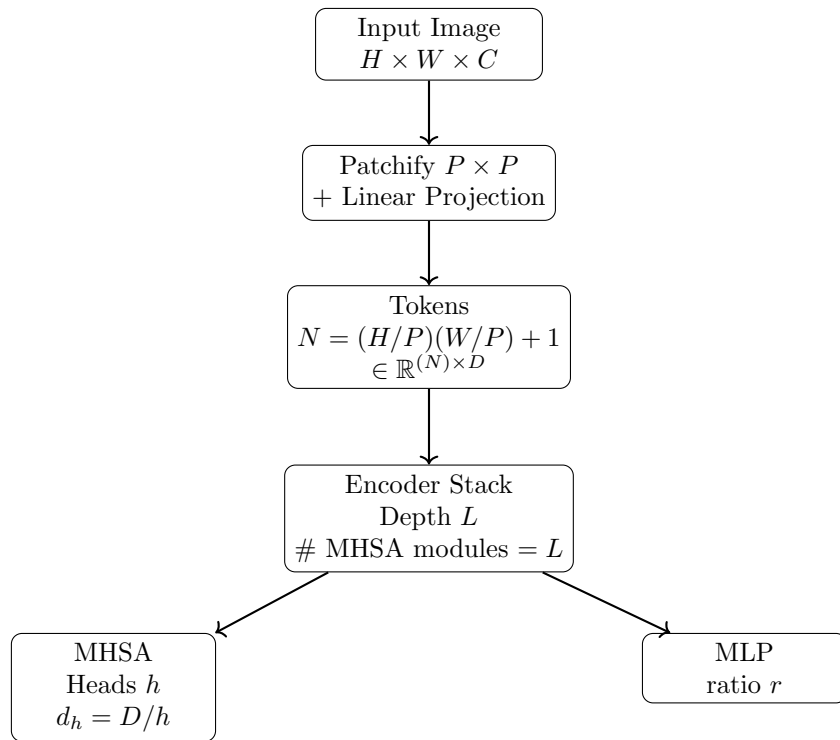 Input Image
H × W × C
Patchify P × P
+ Linear Projection
Tokens
N = (H/P)(W/P) + 1
∈ ℝ^{(N)×D}
Encoder Stack
Depth L
# MHSA modules = L
MHSA
Heads h
d_h = D/h
MLP
ratio r